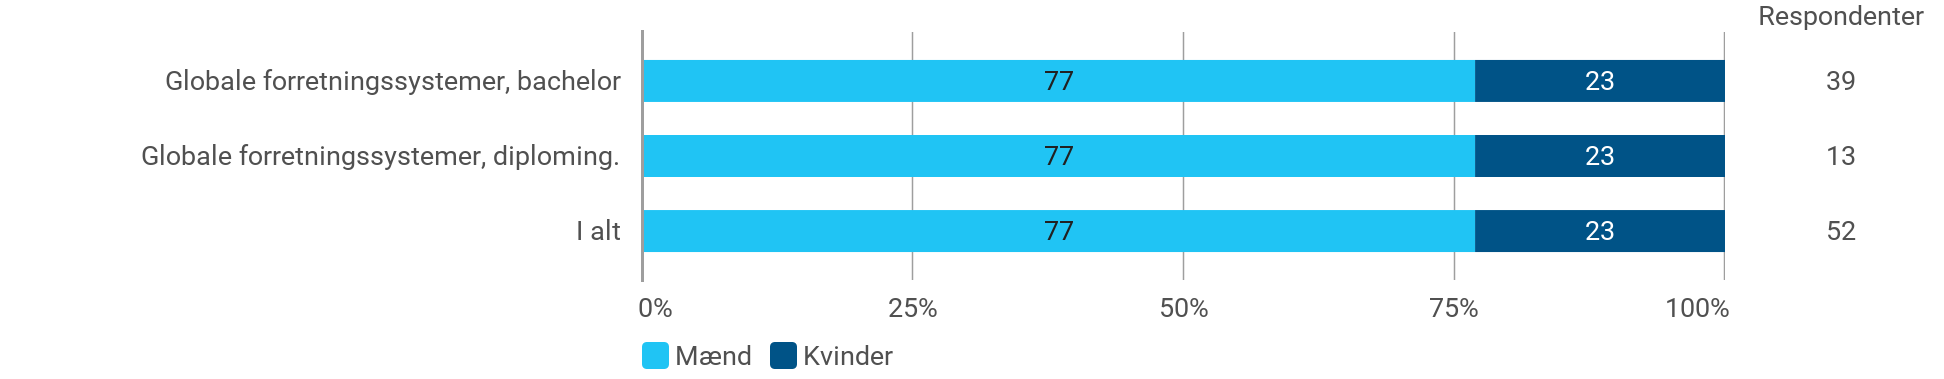 Respondenter
Globale forretningssystemer, bachelor 77 23 39
Globale forretningssystemer, diploming. 77 23 13
I alt 77 23 52
0% 25% 50% 75% 100%
Mænd Kvinder